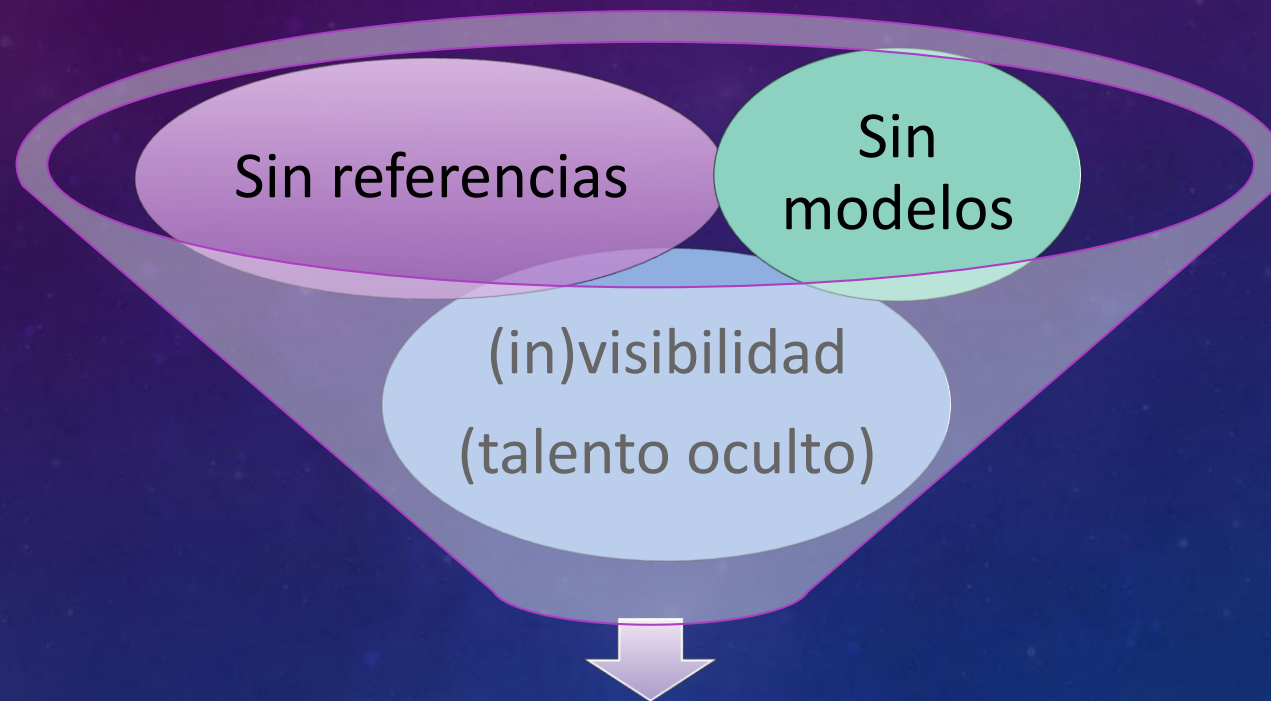 Sin referencias
Sin
modelos
(in)visibilidad
(talento oculto)